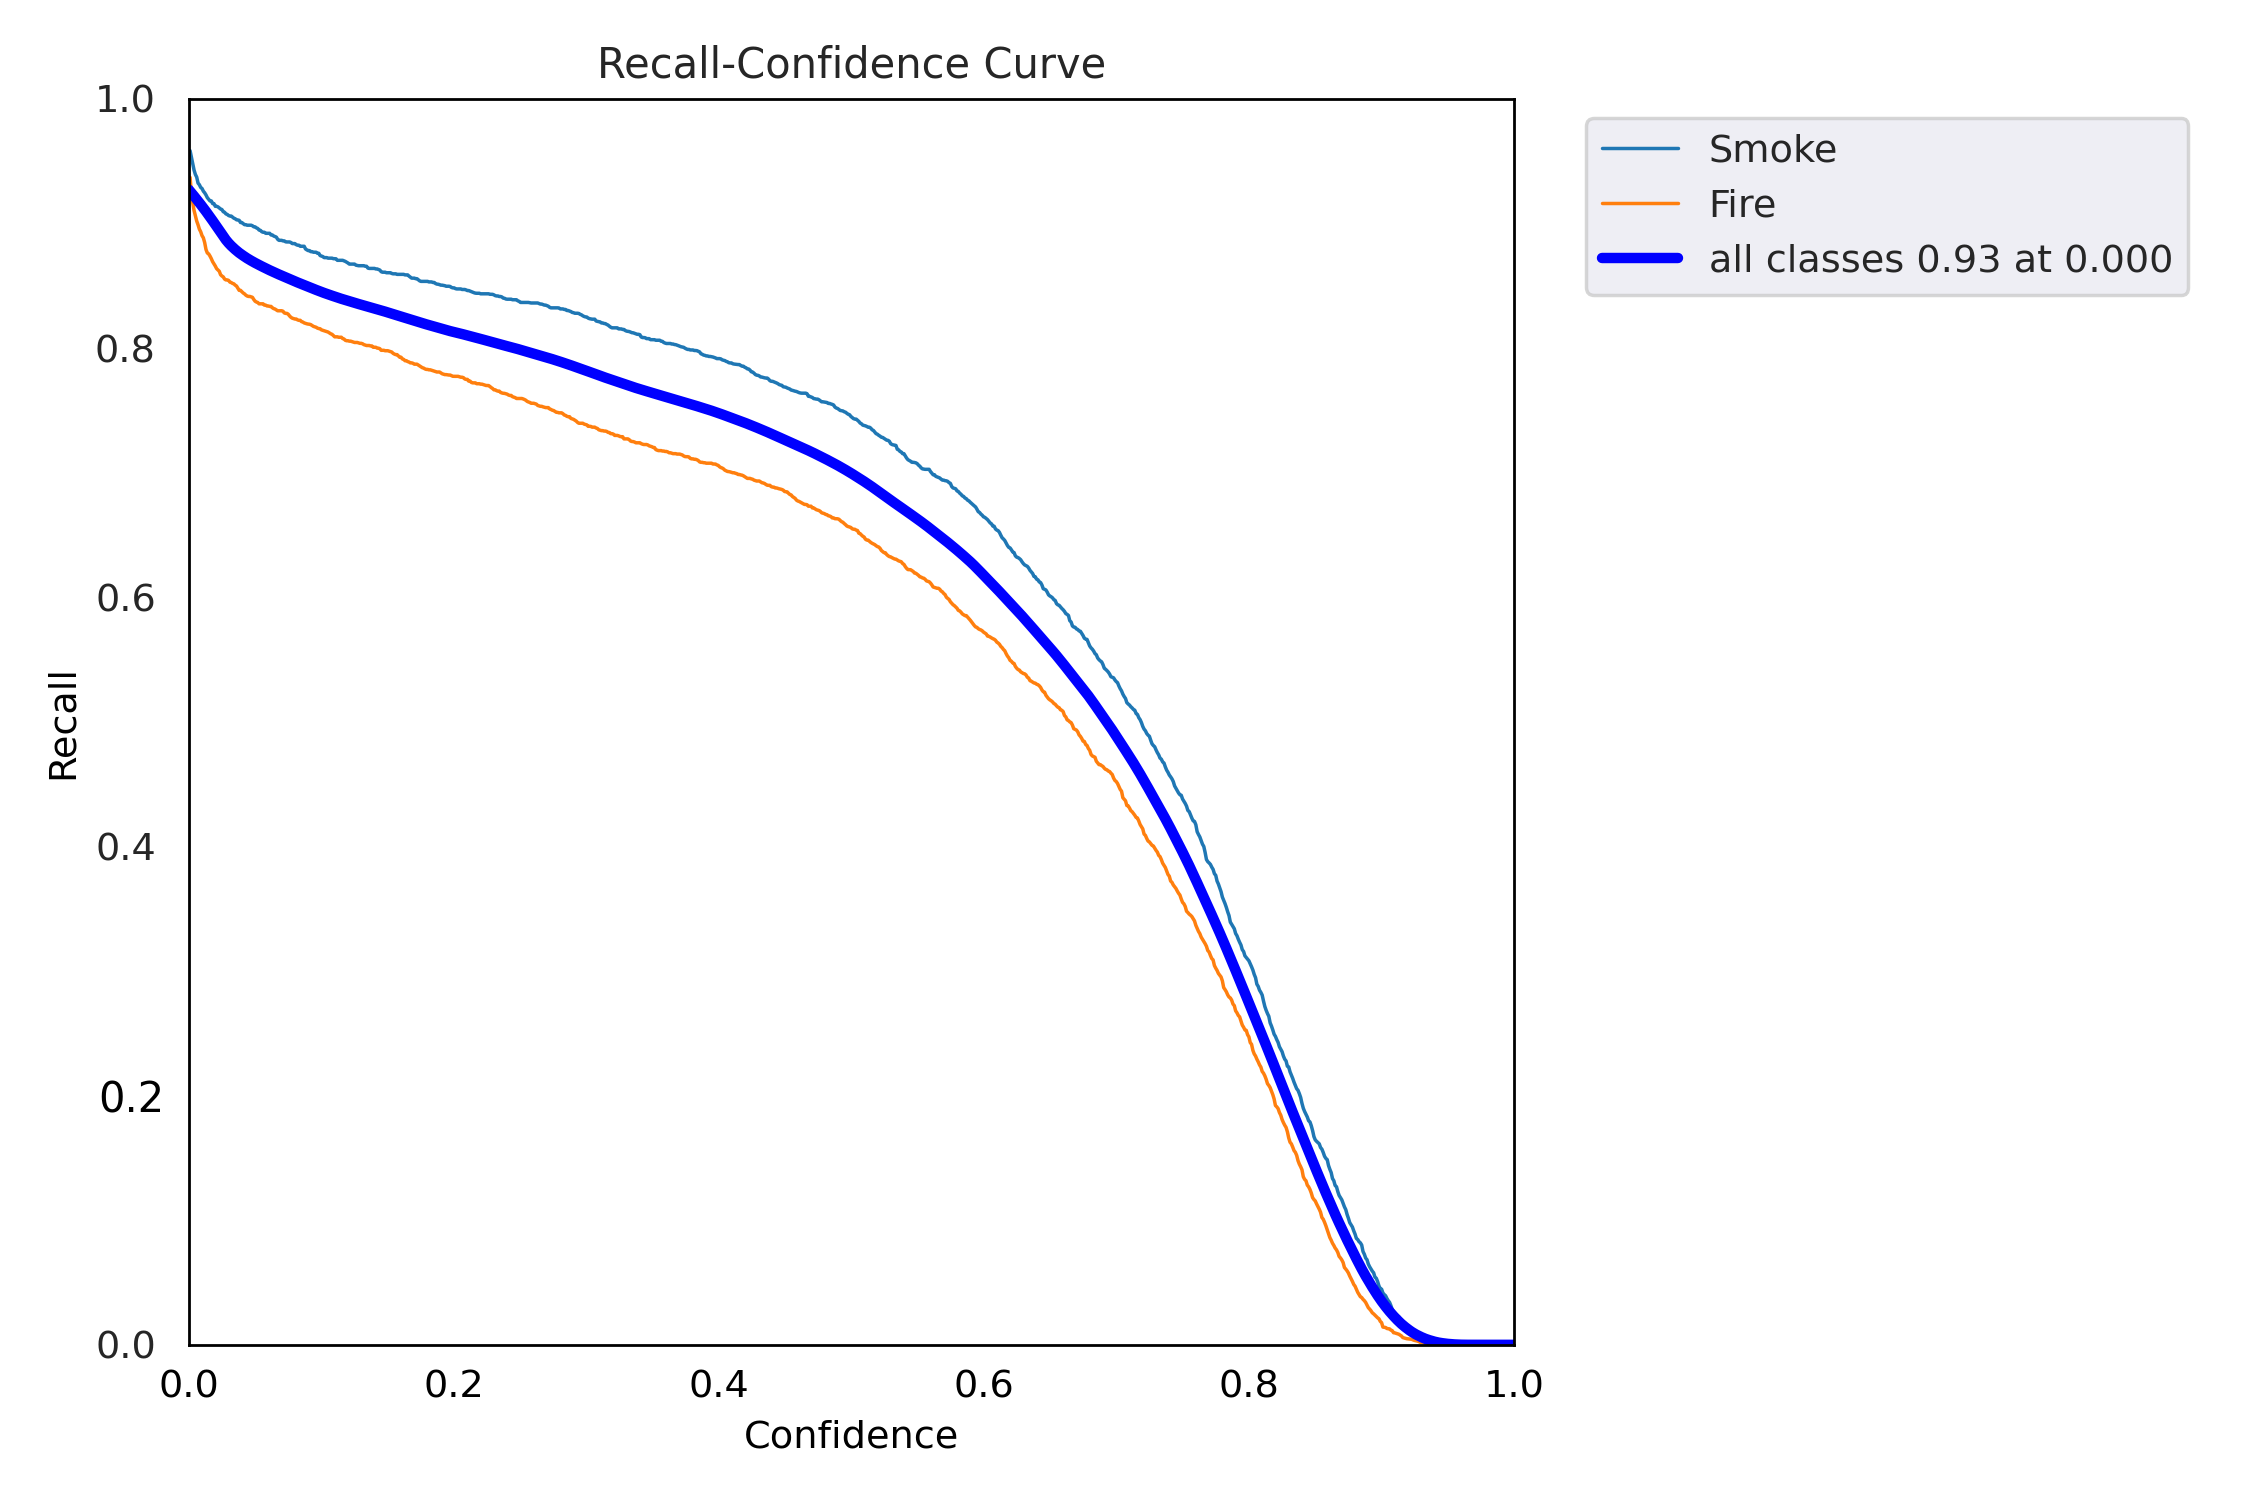 Recall-Confidence Curve
1.0
0.8
0.6
0.4
0.2
0.0
Recall
0.0 0.2 0.4 0.6 0.8 1.0
Confidence
Smoke
Fire
all classes 0.93 at 0.000